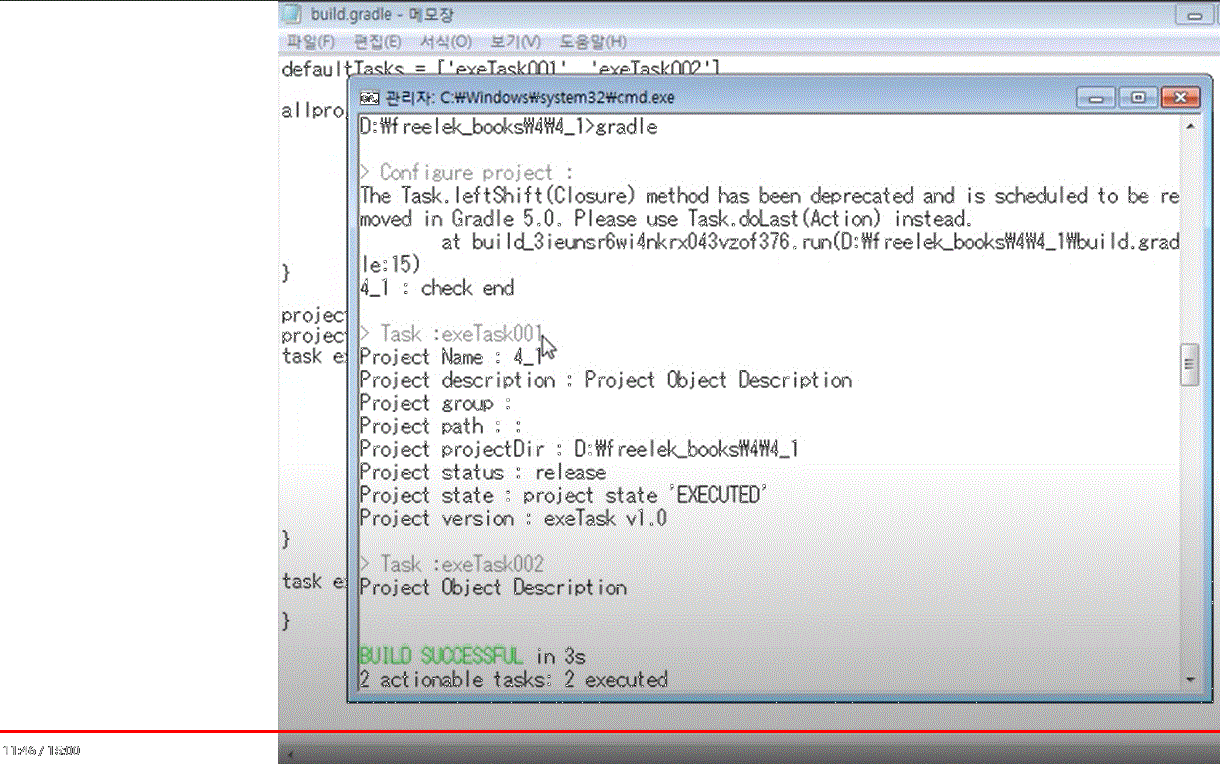 build.gradle - 메모장
파일(F) 편집(E) 서식(O) 보기(V) 도움말(H)
defaultTasks = ['exeTask001', 'exeTask002']
allpro
}
project
project
task ex
}
task ex
}
관리자: C:₩Windows₩system32₩cmd.exe
D:₩freelek_books₩4₩4_1>gradle
> Configure project :
The Task.leftShift(Closure) method has been deprecated and is scheduled to be re
moved in Gradle 5.0. Please use Task.doLast(Action) instead.
at build_3ieunsr6wi4nkrx043vzof376.run(D:₩freelek_books₩4₩4_1₩build.grad
le:15)
4_1 : check end
> Task :exeTask001
Project Name : 4_1
Project description : Project Object Description
Project group :
Project path : :
Project projectDir : D:₩freelek_books₩4₩4_1
Project status : release
Project state : project state 'EXECUTED'
Project version : exeTask v1.0
> Task :exeTask002
Project Object Description
BUILD SUCCESSFUL in 3s
2 actionable tasks: 2 executed
11:46 / 15:00